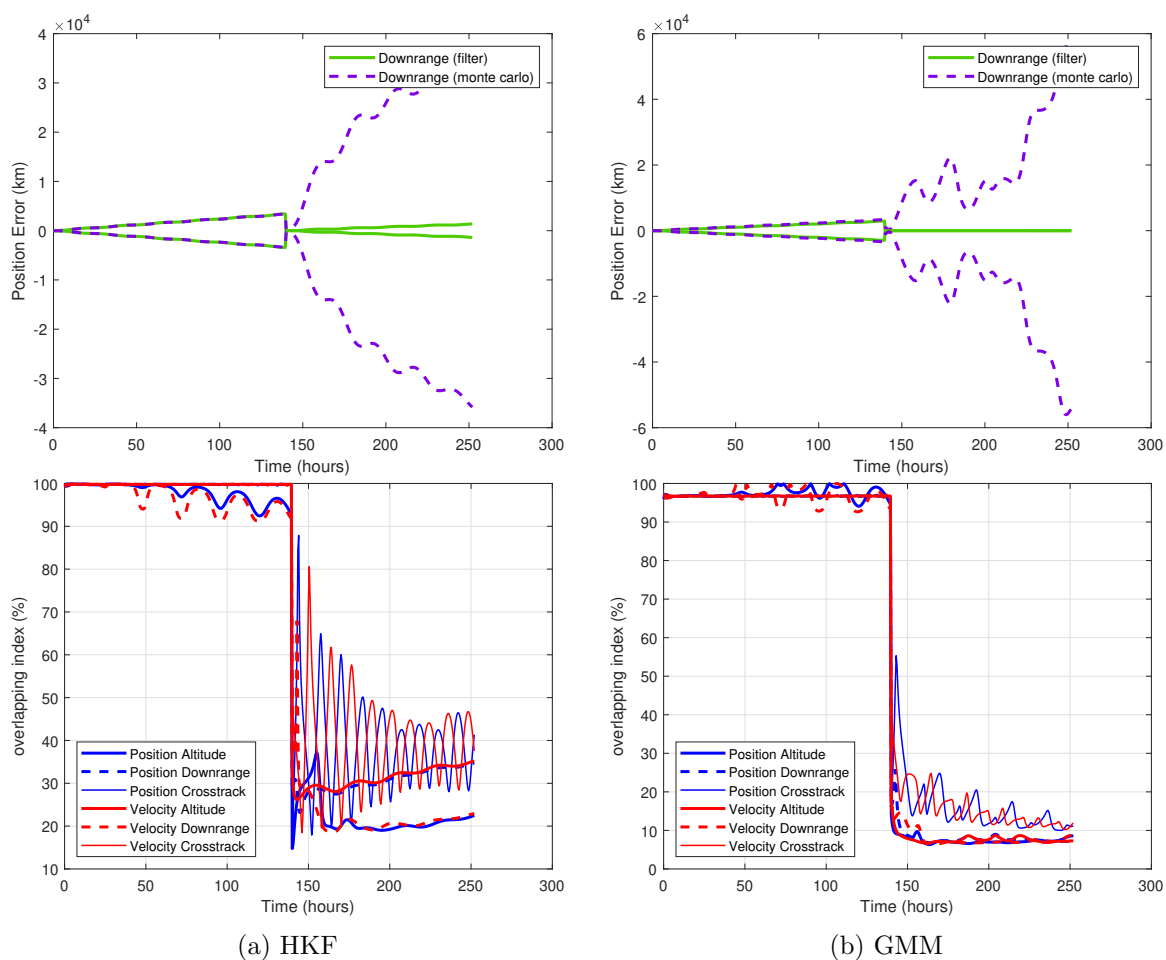 ×10⁴
4
3
2
1
0
-1
-2
-3
-4
Position Error (km)
Downrange (filter)
Downrange (monte carlo)
0 50 100 150 200 250 300
Time (hours)
×10⁴
6
4
2
0
-2
-4
-6
Position Error (km)
Downrange (filter)
Downrange (monte carlo)
0 50 100 150 200 250 300
Time (hours)
100
90
80
70
60
50
40
30
20
10
overlapping index (%)
Position Altitude
Position Downrange
Position Crosstrack
Velocity Altitude
Velocity Downrange
Velocity Crosstrack
0 50 100 150 200 250 300
Time (hours)
100
90
80
70
60
50
40
30
20
10
0
overlapping index (%)
Position Altitude
Position Downrange
Position Crosstrack
Velocity Altitude
Velocity Downrange
Velocity Crosstrack
0 50 100 150 200 250 300
Time (hours)
(a) HKF
(b) GMM